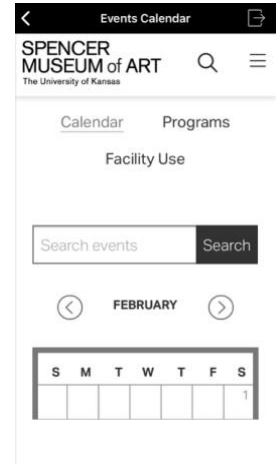 Events Calendar
SPENCER
MUSEUM of ART
The University of Kansas
Calendar Programs
Facility Use
Search events Search
FEBRUARY
S M T W T F S
1